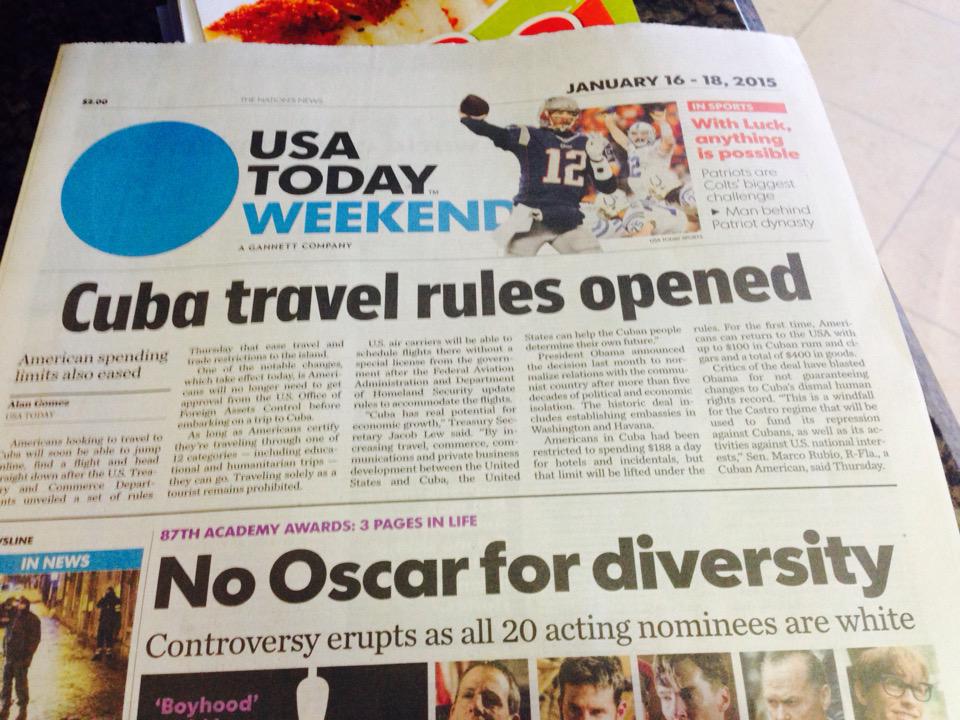 JANUARY 16 - 18, 2015
$2.00
THE NATION'S NEWS
USA
TODAY™
WEEKEND
A GANNETT COMPANY
12
IN SPORTS
With Luck,
anything
is possible
Patriots are
Colts' biggest
challenge
► Man behind
Patriot dynasty
USA TODAY SPORTS
Cuba travel rules opened
American spending
limits also eased
Alan Gomez
USA TODAY
Americans looking to travel to
Cuba will soon be able to jump
online, find a flight and head
straight down after the U.S. Trea-
ry and Commerce Depart-
nts unveiled a set of rules
Thursday that ease travel and
trade restrictions to the island.
One of the notable changes,
which take effect today, is Ameri-
cans will no longer need to get
approval from the U.S. Office of
Foreign Assets Control before
embarking on a trip to Cuba.
As long as Americans certify
they're traveling through one of
12 categories — including educa-
tional and humanitarian trips —
they can go. Traveling solely as a
tourist remains prohibited.
U.S. air carriers will be able to
schedule flights there without a
special license from the govern-
ment after the Federal Aviation
Administration and Department
of Homeland Security update
rules to accommodate the flights.
"Cuba has real potential for
economic growth," Treasury Sec-
retary Jacob Lew said. "By in-
creasing travel, commerce, com-
munications and private business
development between the United
States and Cuba, the United
States can help the Cuban people
determine their own future."
President Obama announced
the decision last month to nor-
malize relations with the commu-
nist country after more than five
decades of political and economic
isolation. The historic deal in-
cludes establishing embassies in
Washington and Havana.
Americans in Cuba had been
restricted to spending $188 a day
for hotels and incidentals, but
that limit will be lifted under the
rules. For the first time, Ameri-
cans can return to the USA with
up to $100 in Cuban rum and ci-
gars and a total of $400 in goods.
Critics of the deal have blasted
Obama for not guaranteeing
changes to Cuba's dismal human
rights record. "This is a windfall
for the Castro regime that will be
used to fund its repression
against Cubans, as well as its ac-
tivities against U.S. national inter-
ests," Sen. Marco Rubio, R-Fla., a
Cuban American, said Thursday.
YSLINE
IN NEWS
87TH ACADEMY AWARDS: 3 PAGES IN LIFE
No Oscar for diversity
Controversy erupts as all 20 acting nominees are white
'Boyhood'